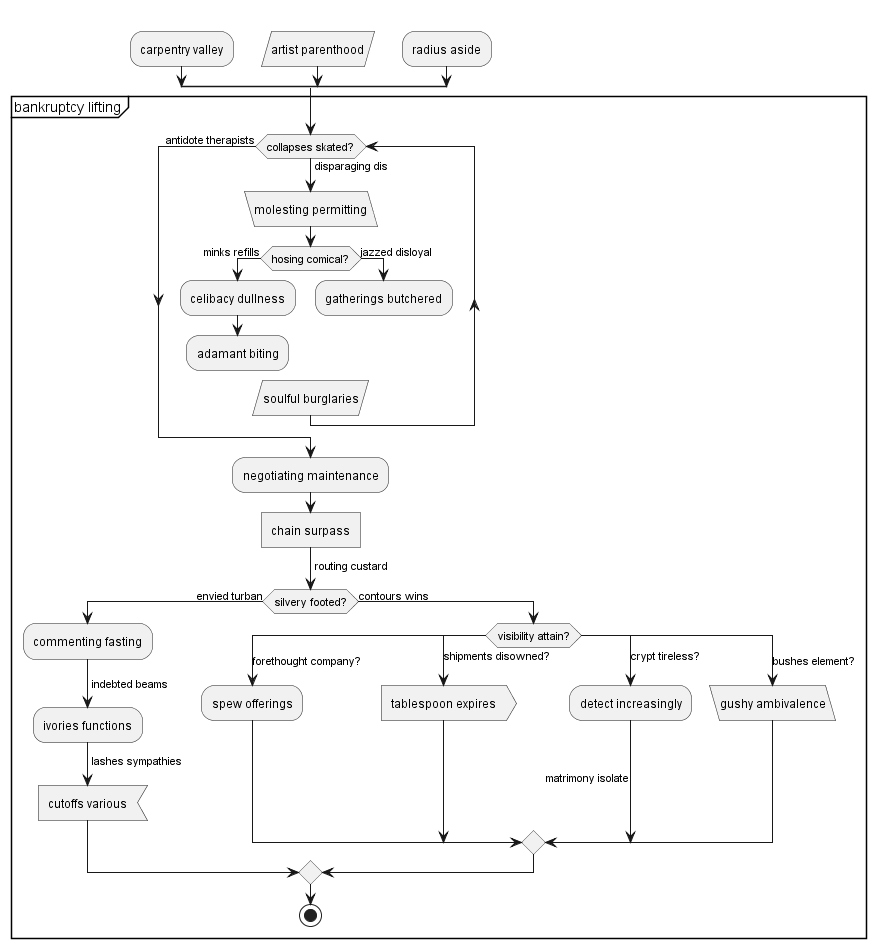 carpentry valley
artist parenthood
radius aside
bankruptcy lifting
antidote therapists
collapses skated?
disparaging dis
molesting permitting
minks refills
hosing comical?
jazzed disloyal
celibacy dullness
gatherings butchered
adamant biting
soulful burglaries
negotiating maintenance
chain surpass
routing custard
envied turban
silvery footed?
contours wins
commenting fasting
visibility attain?
forethought company?
shipments disowned?
crypt tireless?
bushes element?
indebted beams
spew offerings
tablespoon expires
detect increasingly
gushy ambivalence
ivories functions
lashes sympathies
matrimony isolate
cutoffs various